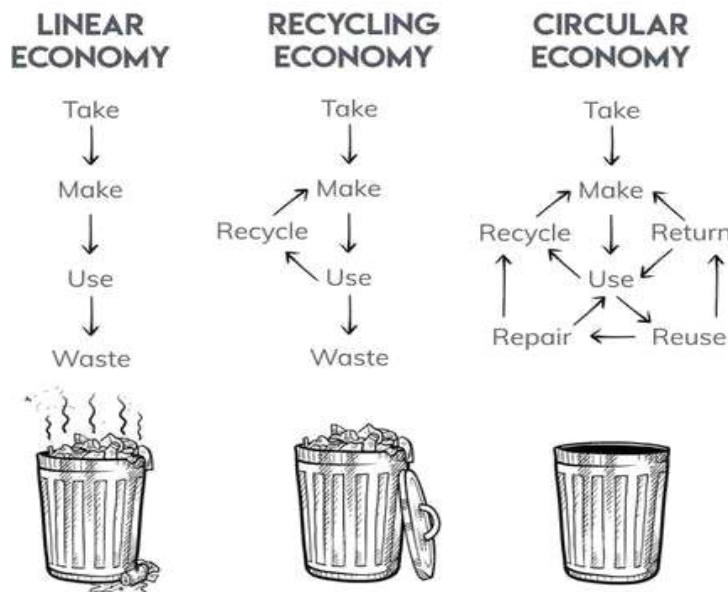 LINEAR
ECONOMY
Take
Make
Use
Waste
RECYCLING
ECONOMY
Take
Make
Recycle
Use
Waste
CIRCULAR
ECONOMY
Take
Make
Recycle
Return
Use
Repair
Reuse